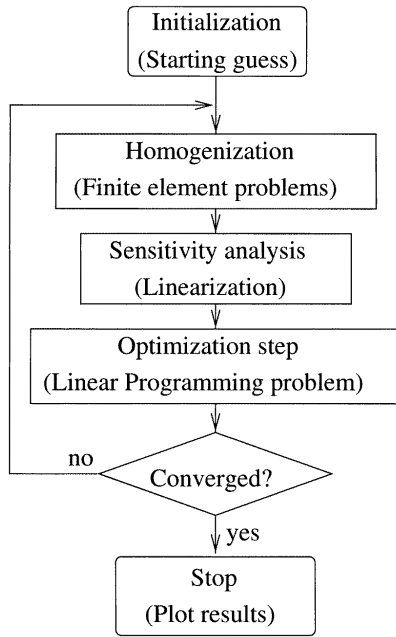 Initialization
(Starting guess)
Homogenization
(Finite element problems)
Sensitivity analysis
(Linearization)
Optimization step
(Linear Programming problem)
no
Converged?
yes
Stop
(Plot results)